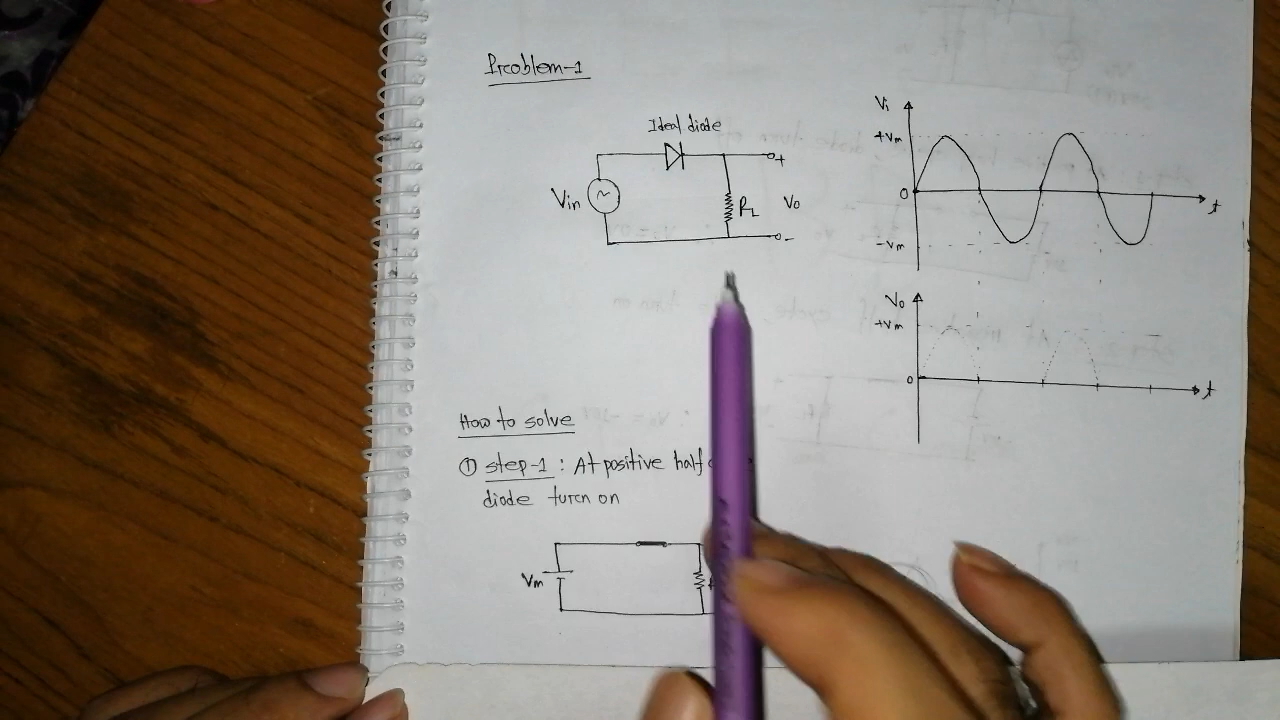 Problem-1
Ideal diode
Vin
RL
Vo
+
-
Vi
+Vm
0
-Vm
t
Vo
+Vm
0
t
How to solve
① step-1 : At positive half
diode turn on
Vm